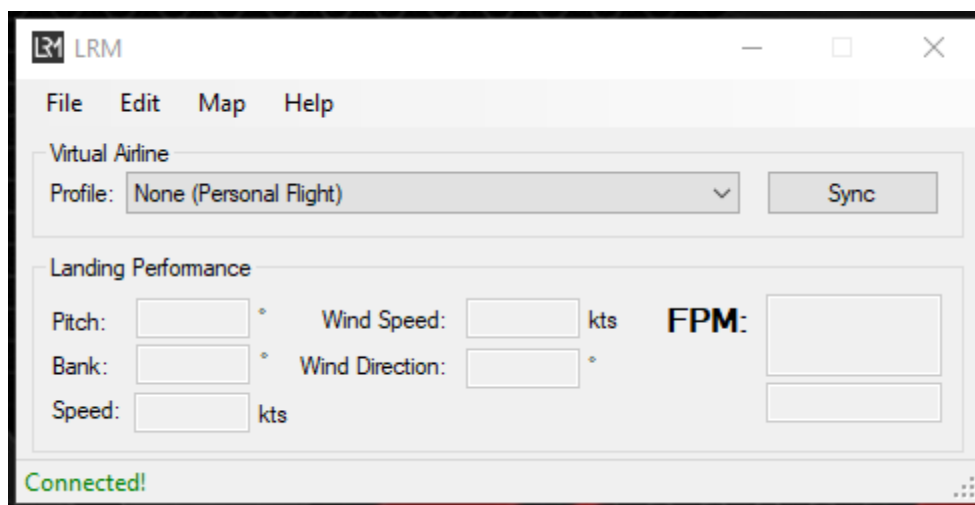 LRM LRM
File Edit Map Help
Virtual Airline
Profile: None (Personal Flight) Sync
Landing Performance
Pitch: ° Wind Speed: kts FPM:
Bank: ° Wind Direction: °
Speed: kts
Connected!